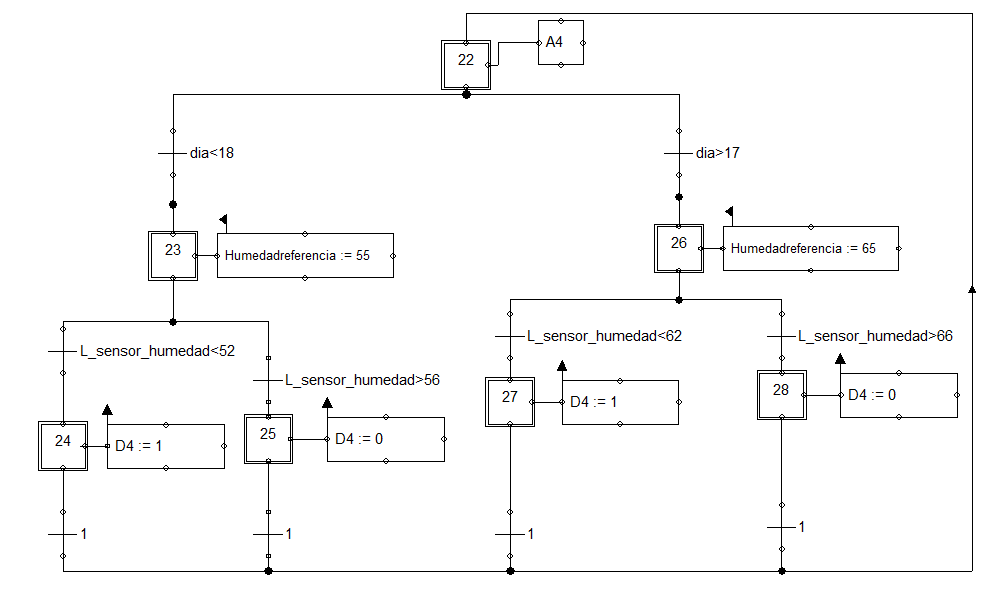 22
A4
dia<18
dia>17
23
Humedadreferencia := 55
26
Humedadreferencia := 65
L_sensor_humedad<52
L_sensor_humedad>56
L_sensor_humedad<62
L_sensor_humedad>66
24
D4 := 1
25
D4 := 0
27
D4 := 1
28
D4 := 0
1
1
1
1